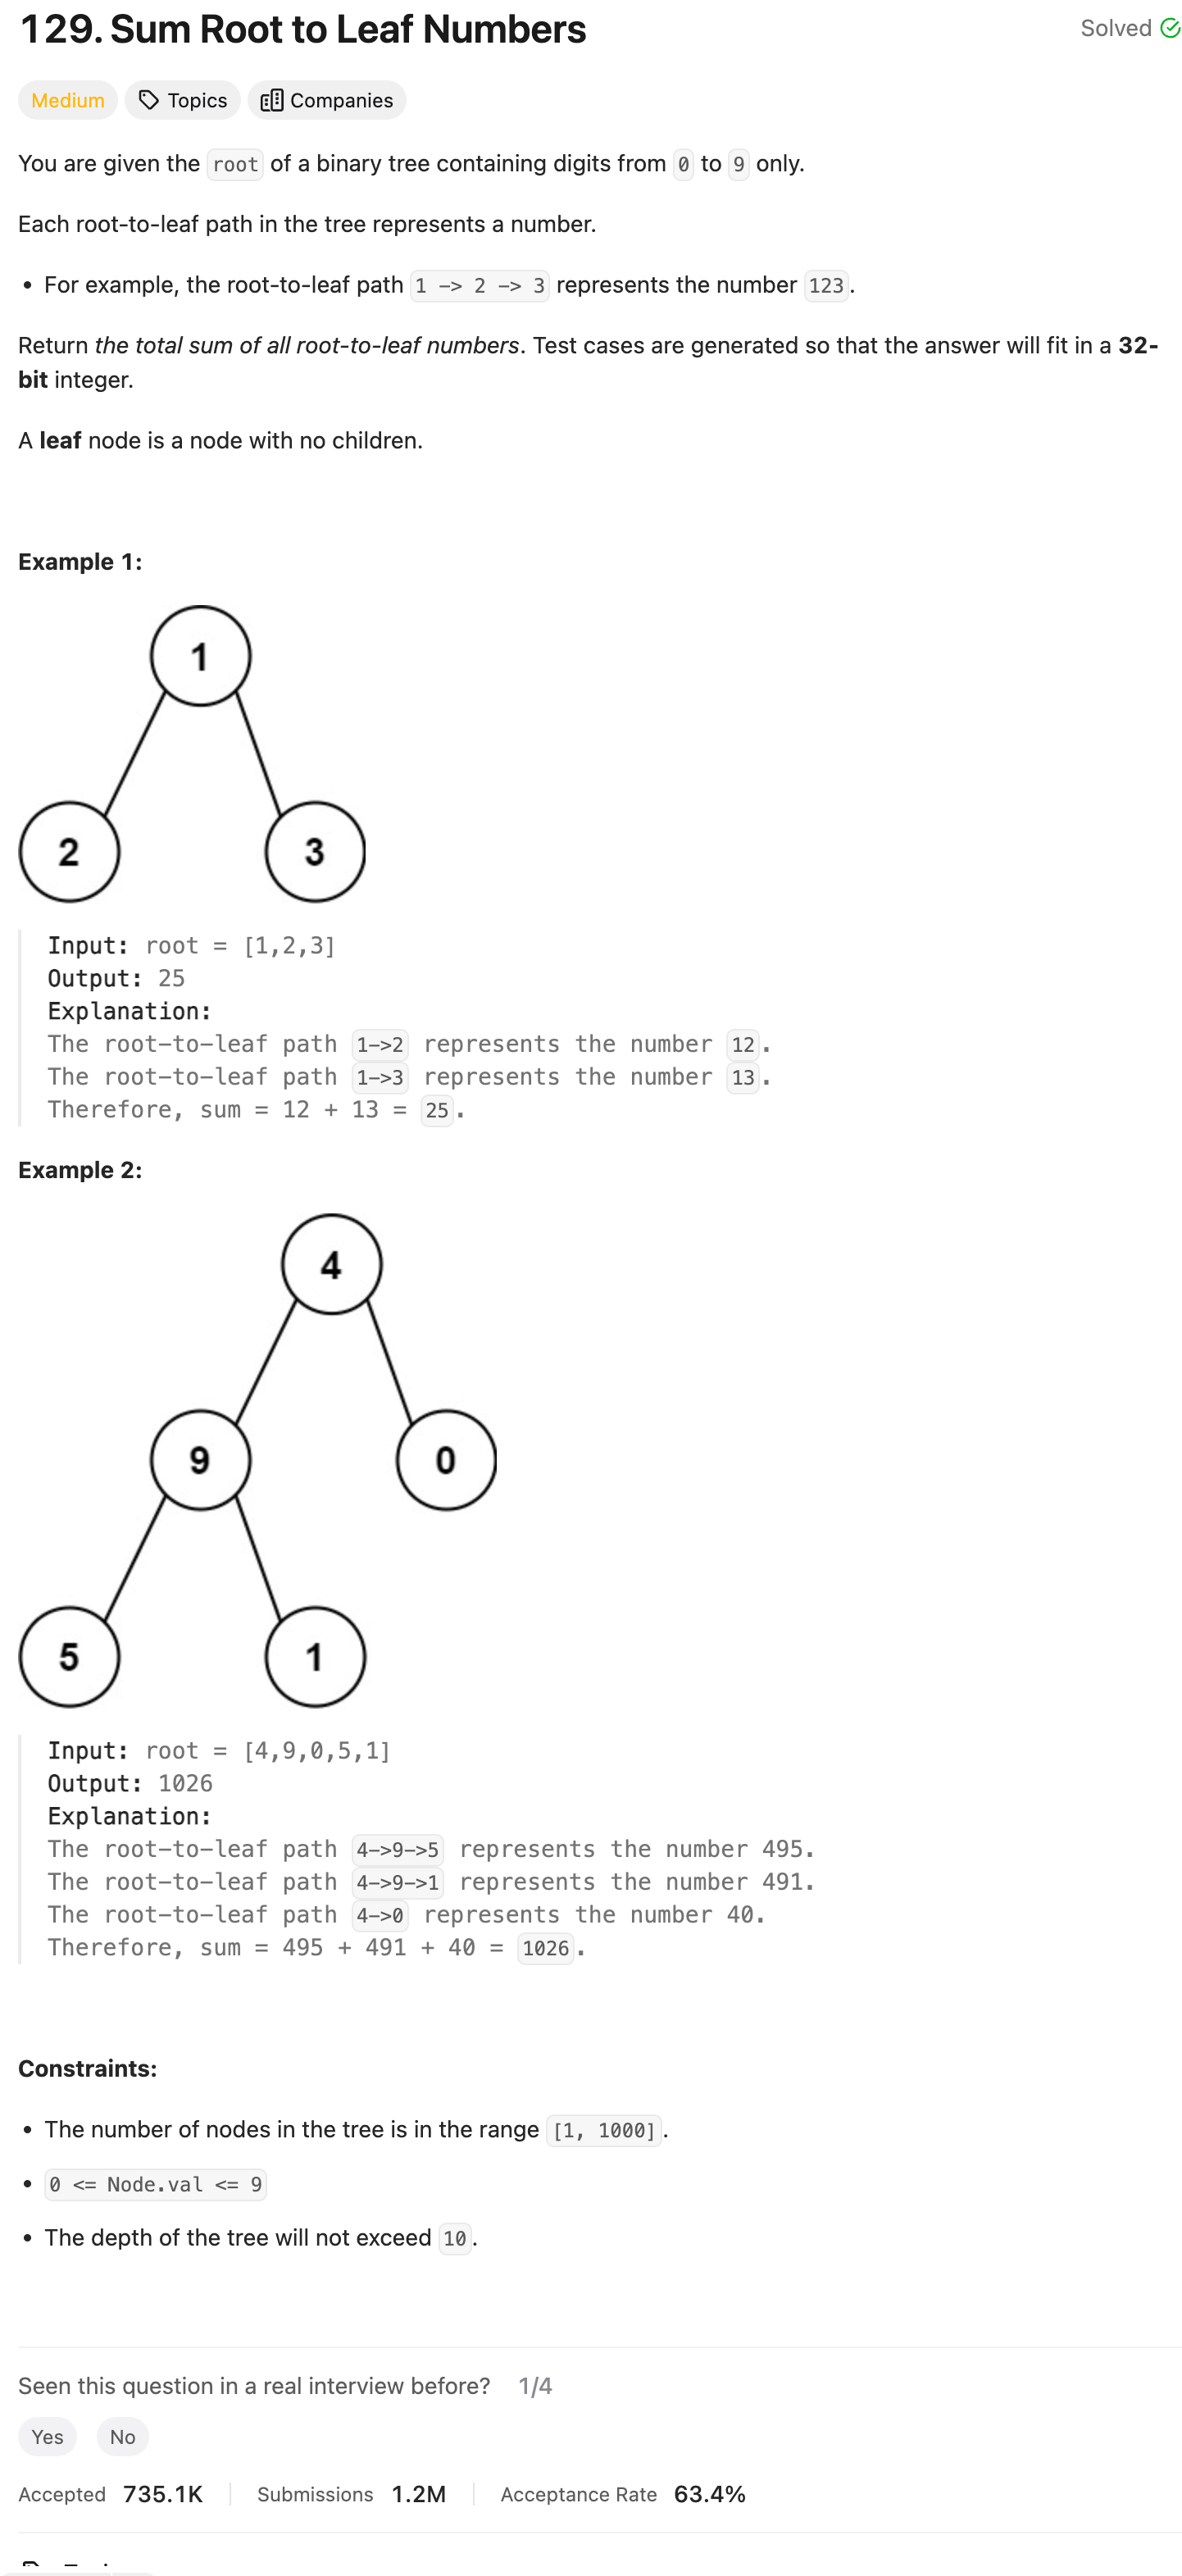 129. Sum Root to Leaf Numbers
Solved
Medium Topics Companies
You are given the root of a binary tree containing digits from 0 to 9 only.
Each root-to-leaf path in the tree represents a number.
• For example, the root-to-leaf path 1 -> 2 -> 3 represents the number 123.
Return the total sum of all root-to-leaf numbers. Test cases are generated so that the answer will fit in a 32-
bit integer.
A leaf node is a node with no children.
Example 1:
1
2 3
Input: root = [1,2,3]
Output: 25
Explanation:
The root-to-leaf path 1->2 represents the number 12.
The root-to-leaf path 1->3 represents the number 13.
Therefore, sum = 12 + 13 = 25.
Example 2:
4
9 0
5 1
Input: root = [4,9,0,5,1]
Output: 1026
Explanation:
The root-to-leaf path 4->9->5 represents the number 495.
The root-to-leaf path 4->9->1 represents the number 491.
The root-to-leaf path 4->0 represents the number 40.
Therefore, sum = 495 + 491 + 40 = 1026.
Constraints:
• The number of nodes in the tree is in the range [1, 1000].
• 0 <= Node.val <= 9
• The depth of the tree will not exceed 10.
Seen this question in a real interview before? 1/4
Yes No
Accepted 735.1K Submissions 1.2M Acceptance Rate 63.4%